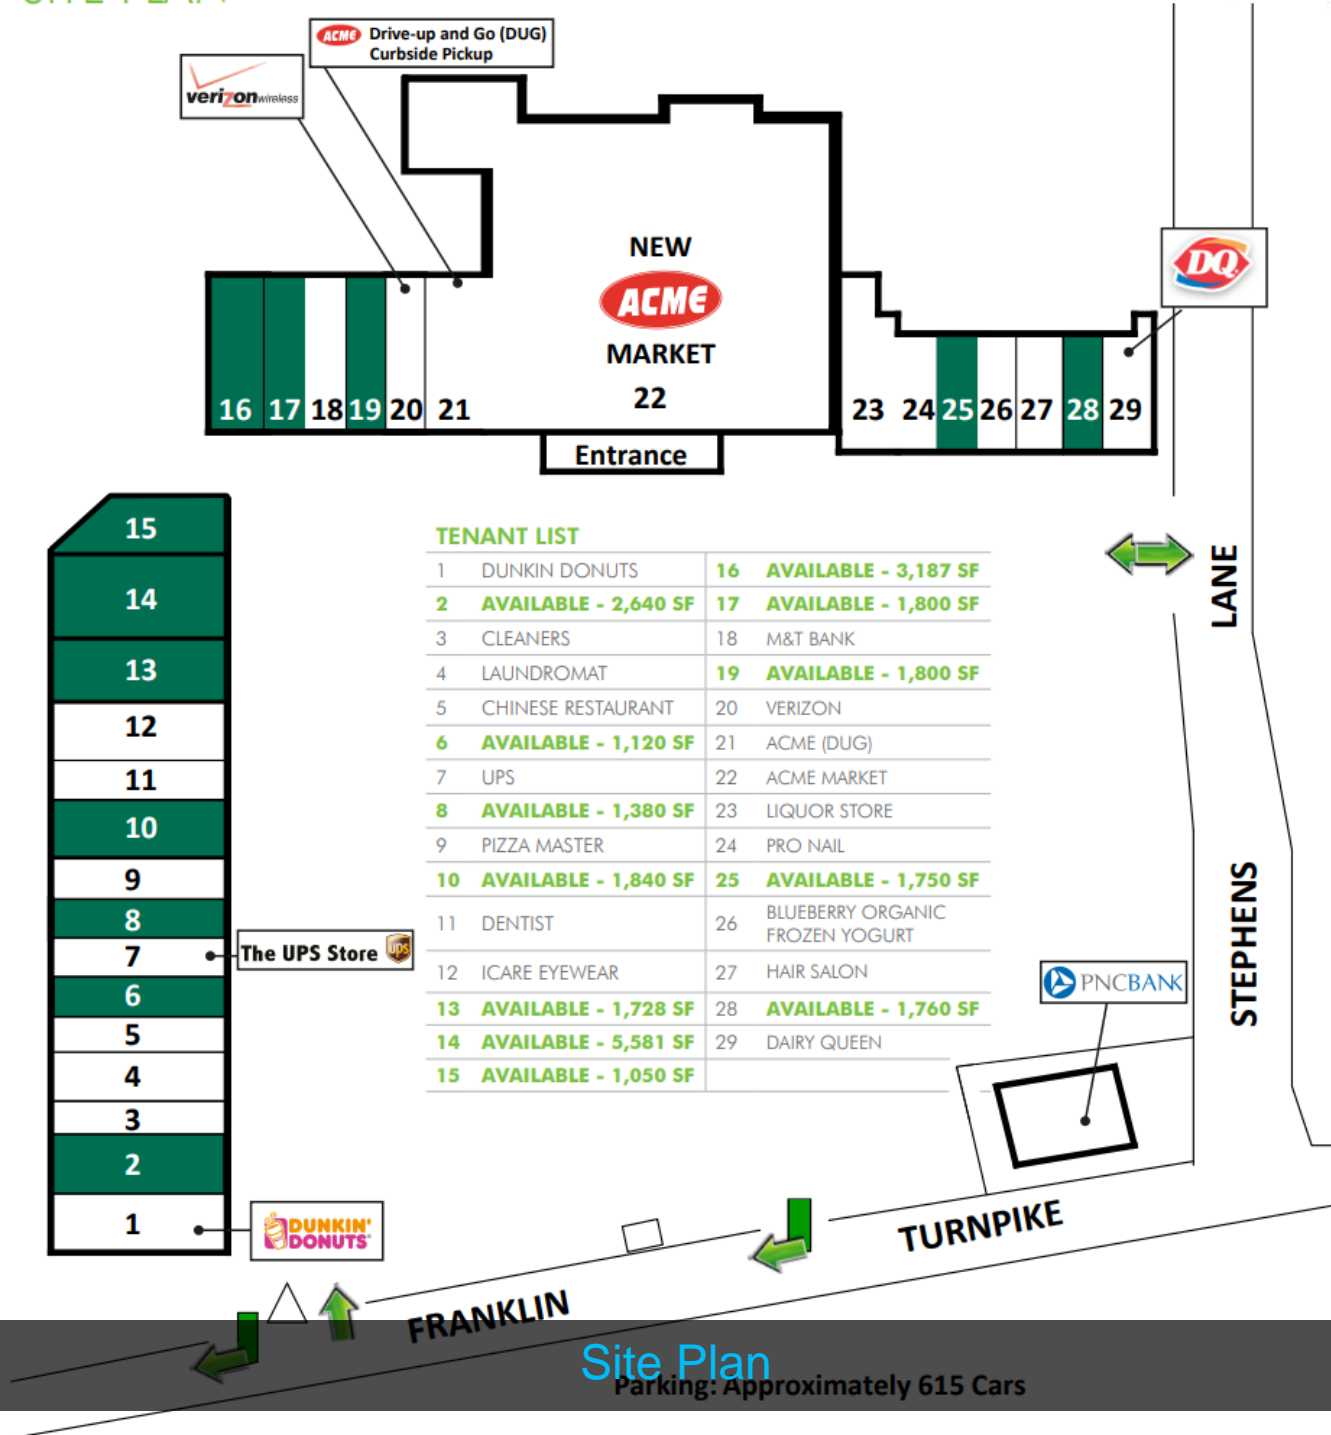 SITE PLAN
ACME Drive-up and Go (DUG)
Curbside Pickup
verizonwireless
NEW
ACME
MARKET
22
Entrance
16 17 18 19 20 21
23 24 25 26 27 28 29
DQ
15
14
13
12
11
10
9
8
7
6
5
4
3
2
1
The UPS Store ups
DUNKIN'
DONUTS
TENANT LIST
1 DUNKIN DONUTS 16 AVAILABLE - 3,187 SF
2 AVAILABLE - 2,640 SF 17 AVAILABLE - 1,800 SF
3 CLEANERS 18 M&T BANK
4 LAUNDROMAT 19 AVAILABLE - 1,800 SF
5 CHINESE RESTAURANT 20 VERIZON
6 AVAILABLE - 1,120 SF 21 ACME (DUG)
7 UPS 22 ACME MARKET
8 AVAILABLE - 1,380 SF 23 LIQUOR STORE
9 PIZZA MASTER 24 PRO NAIL
10 AVAILABLE - 1,840 SF 25 AVAILABLE - 1,750 SF
11 DENTIST 26 BLUEBERRY ORGANIC
FROZEN YOGURT
12 ICARE EYEWEAR 27 HAIR SALON
13 AVAILABLE - 1,728 SF 28 AVAILABLE - 1,760 SF
14 AVAILABLE - 5,581 SF 29 DAIRY QUEEN
15 AVAILABLE - 1,050 SF
PNCBANK
STEPHENS LANE
FRANKLIN TURNPIKE
Site Plan
Parking: Approximately 615 Cars